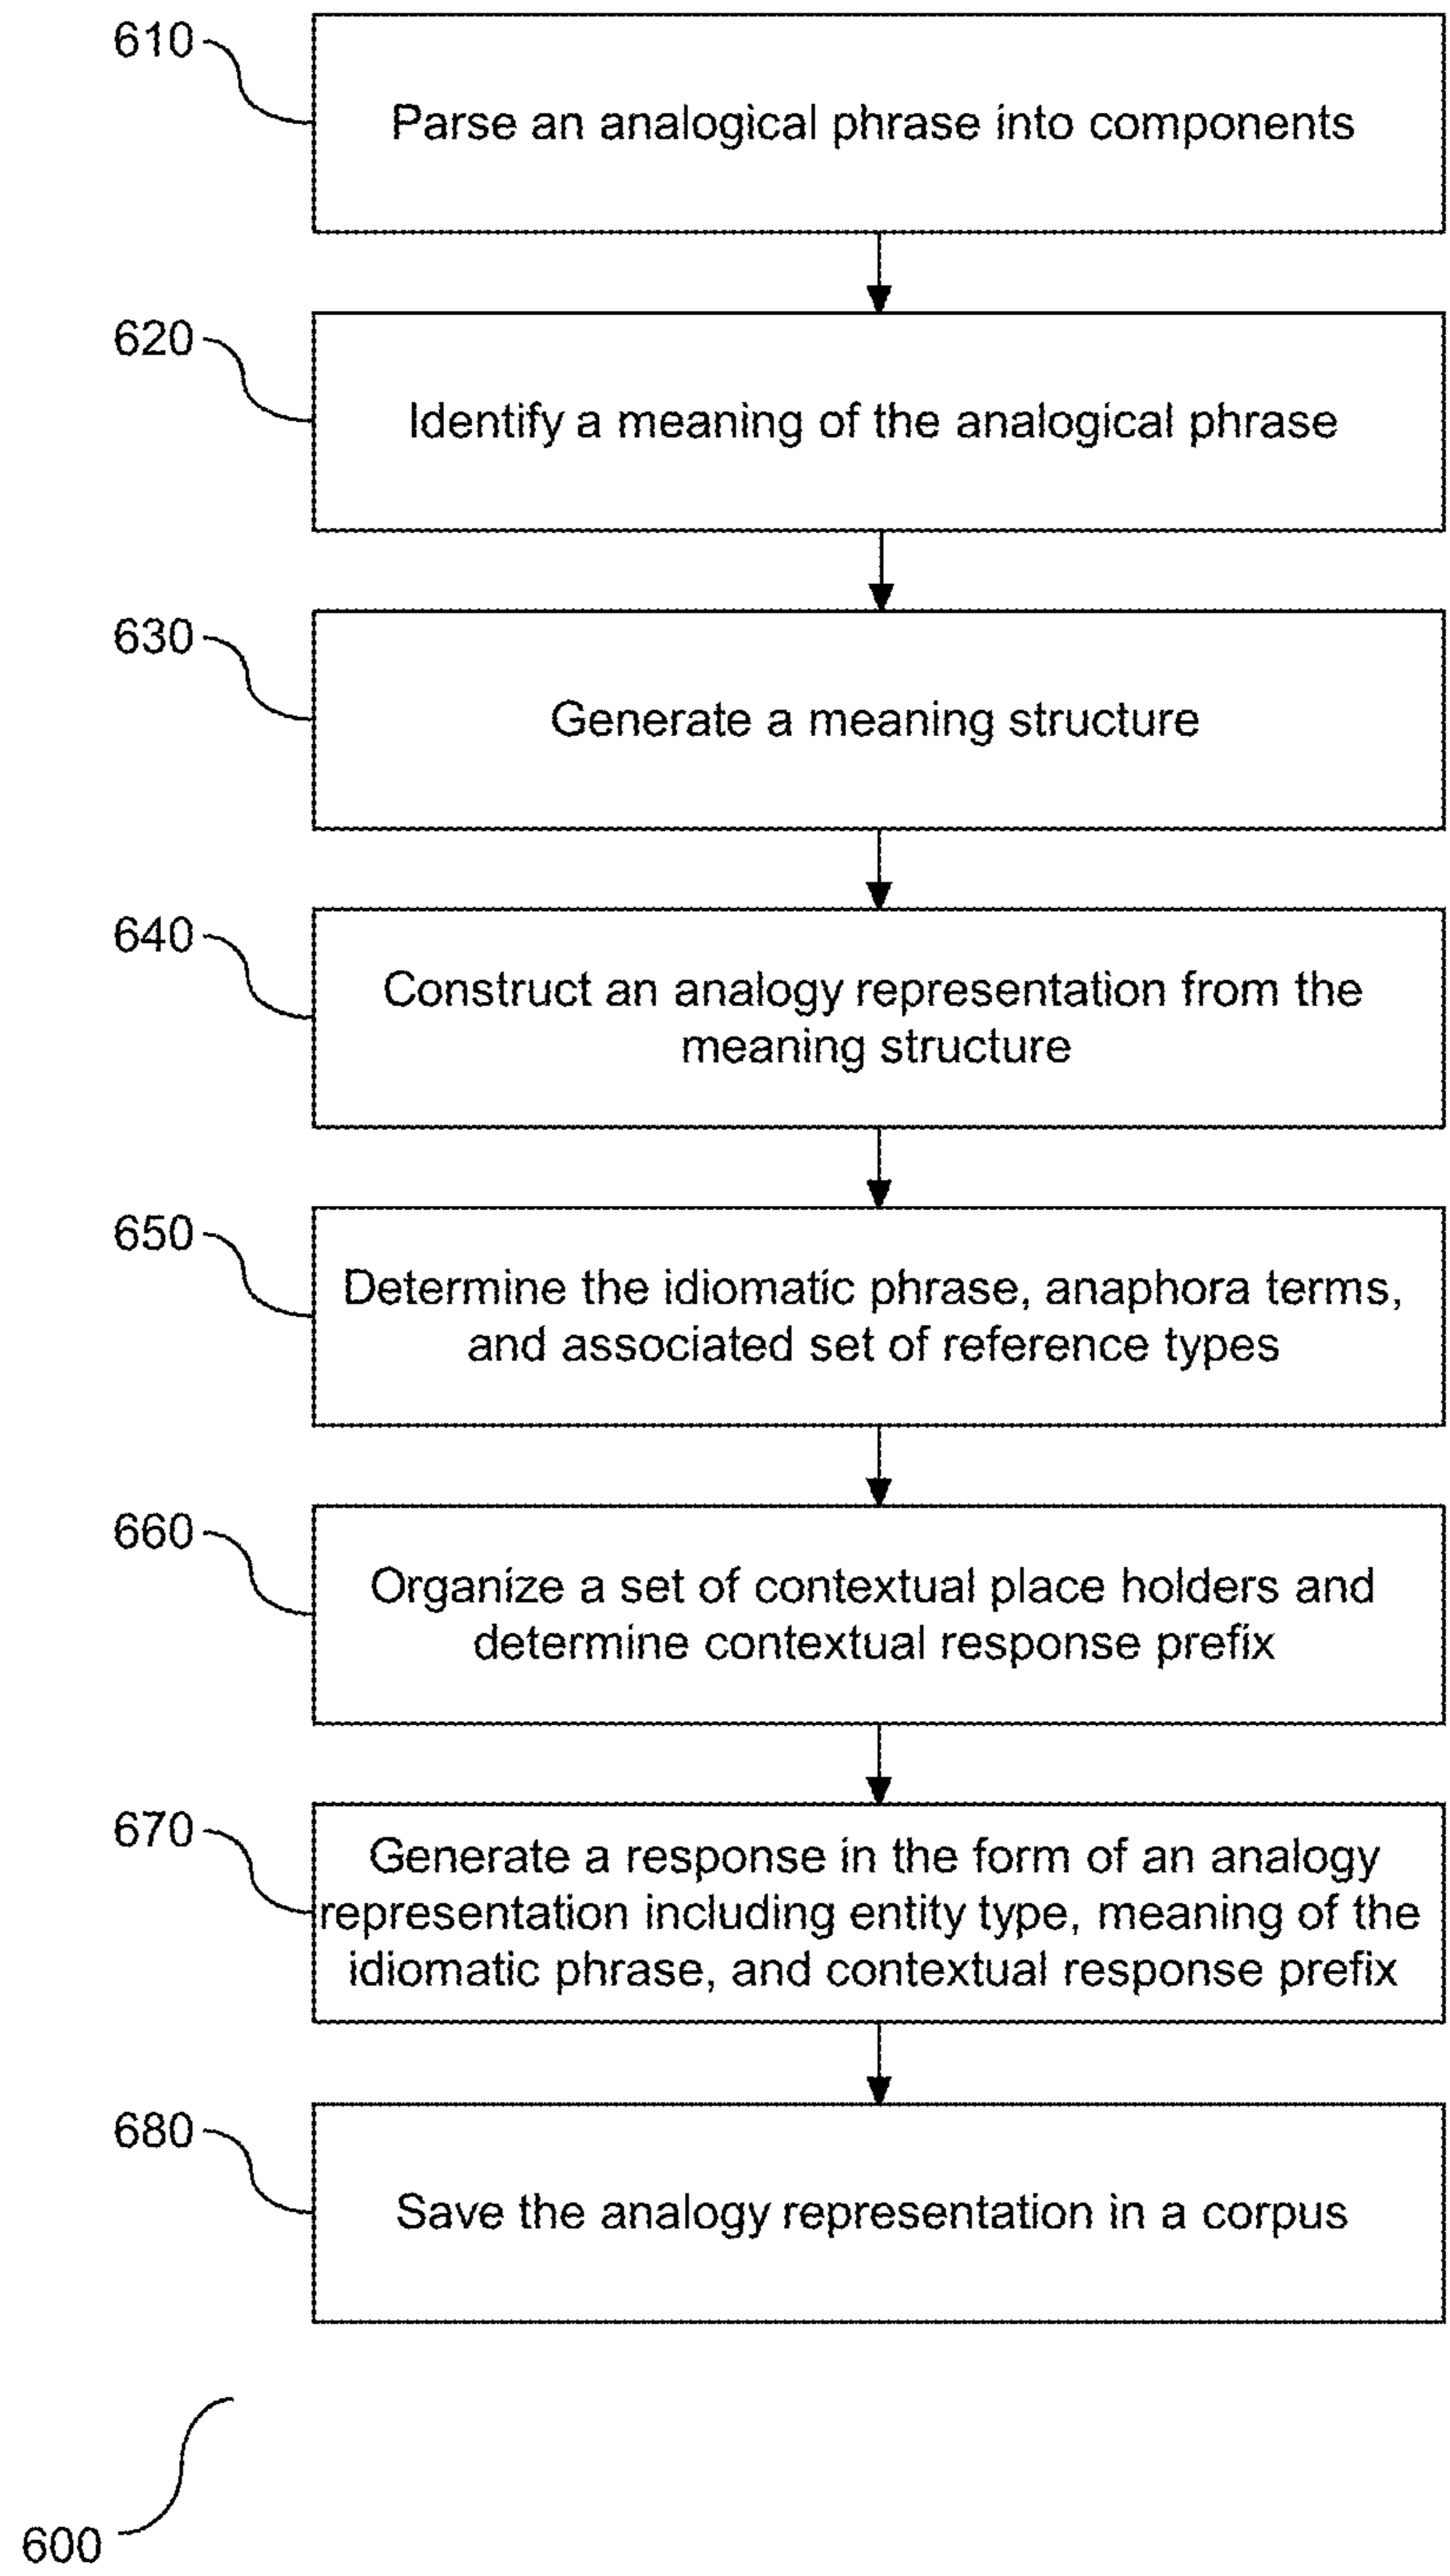 610
Parse an analogical phrase into components
620
Identify a meaning of the analogical phrase
630
Generate a meaning structure
640
Construct an analogy representation from the
meaning structure
650
Determine the idiomatic phrase, anaphora terms,
and associated set of reference types
660
Organize a set of contextual place holders and
determine contextual response prefix
670
Generate a response in the form of an analogy
representation including entity type, meaning of the
idiomatic phrase, and contextual response prefix
680
Save the analogy representation in a corpus
600